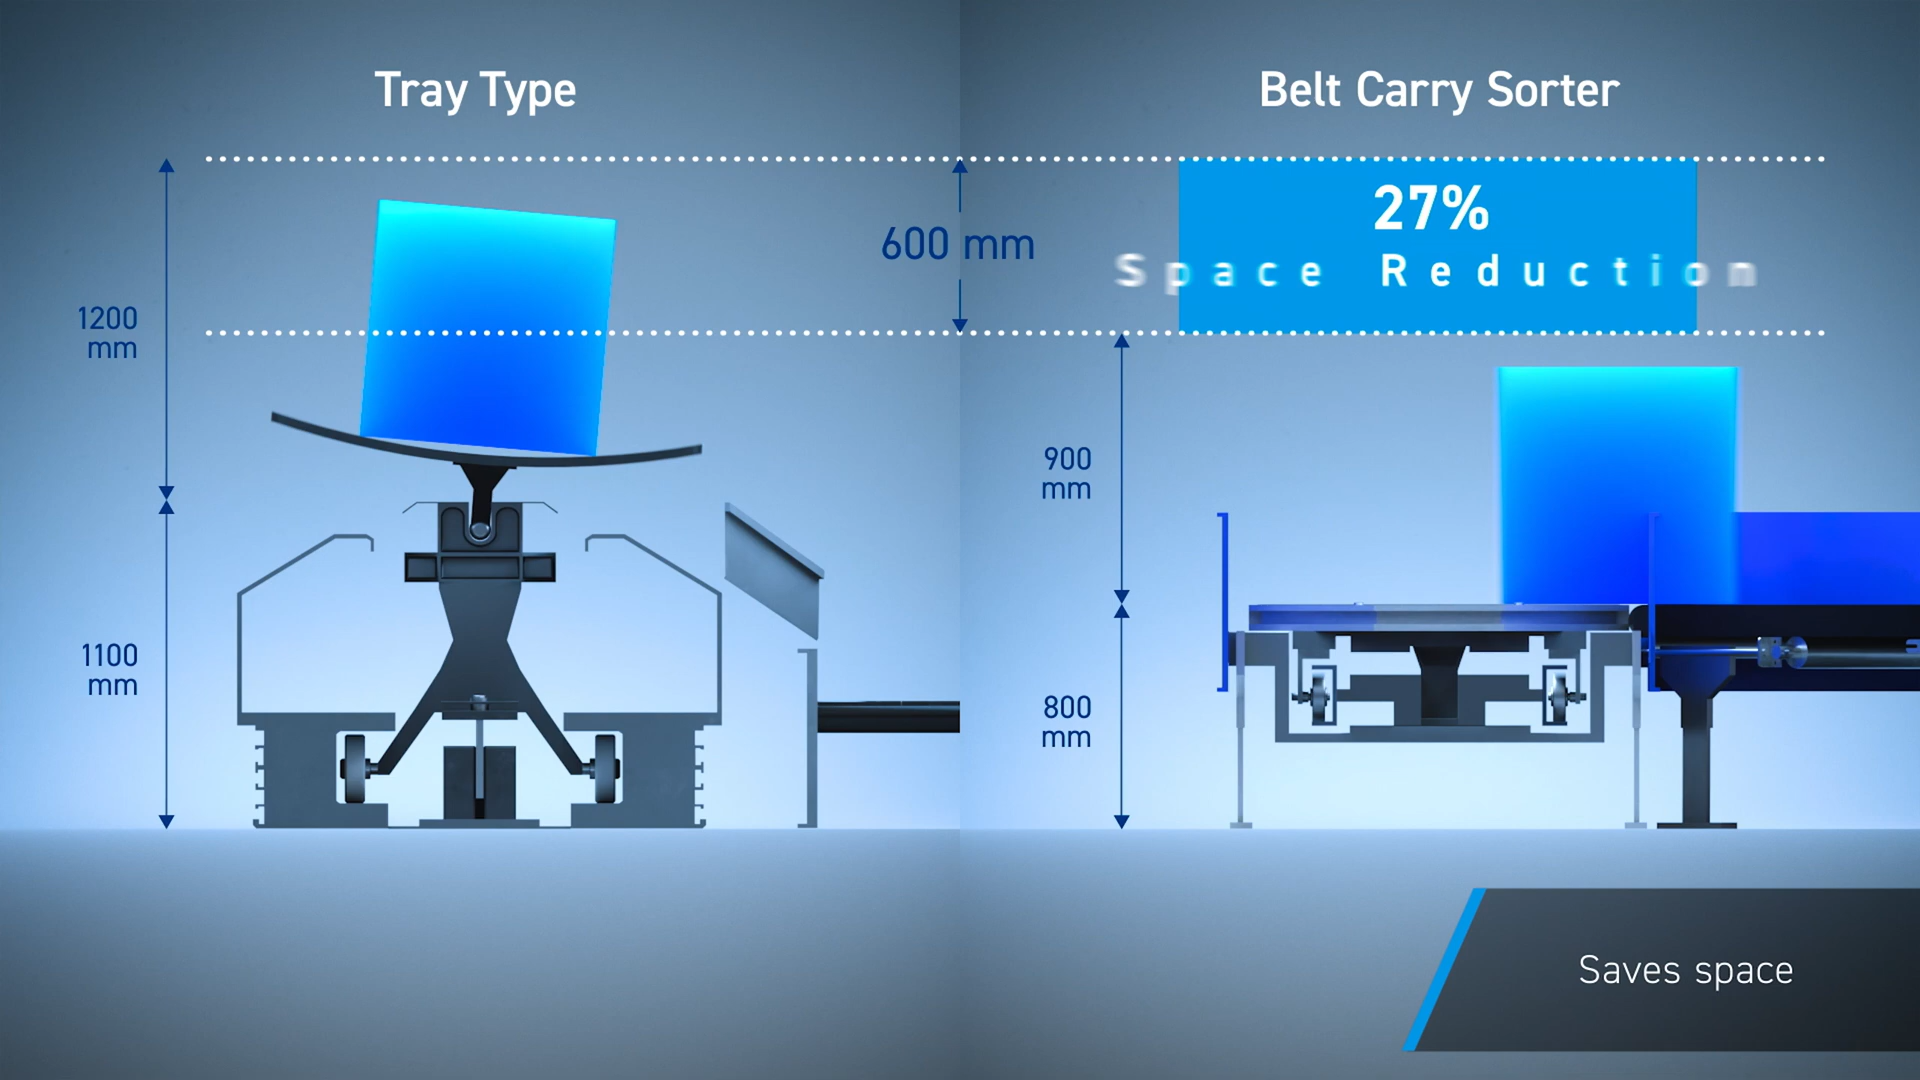 Tray Type
1200
mm
1100
mm
600 mm
Belt Carry Sorter
27%
Space Reduction
900
mm
800
mm
Saves space